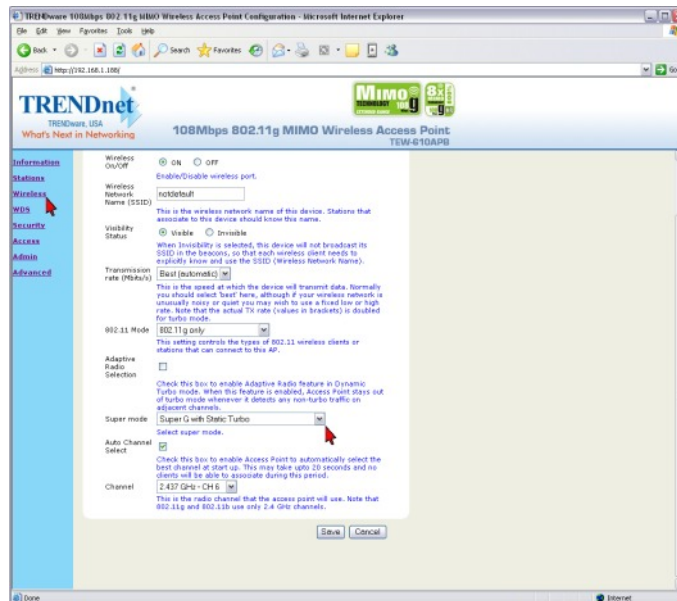 TRENDware 108Mbps 802.11g MIMO Wireless Access Point Configuration - Microsoft Internet Explorer
File Edit View Favorites Tools Help
Back Search Favorites
Address http://192.168.1.188/ Go
TRENDnet
TRENDware, USA
What's Next in Networking
MIMO
TECHNOLOGY 108 g
8x
g
108Mbps 802.11g MIMO Wireless Access Point
TEW-610APB
Information
Stations
Wireless
WDS
Security
Access
Admin
Advanced
Wireless On/Off ON OFF
Enable/Disable wireless port.
Wireless Network Name (SSID) notdefault
This is the wireless network name of this device. Stations that
associate to this device should know this name.
Visibility Status Visible Invisible
When Invisibility is selected, this device will not broadcast its
SSID in the beacons, so that each wireless client needs to
explicitly know and use the SSID (Wireless Network Name).
Transmission rate (Mbits/s) Best (automatic)
This is the speed at which the device will transmit data. Normally
you should select 'best' here, although if your wireless network is
unusually noisy or quiet you may wish to use a fixed low or high
rate. Note that the actual TX rate (values in brackets) is doubled
for turbo mode.
802.11 Mode 802.11g only
This setting controls the types of 802.11 wireless clients or
stations that can connect to this AP.
Adaptive Radio Selection
Check this box to enable Adaptive Radio feature in Dynamic
Turbo mode. When this feature is enabled, Access Point stays out
of turbo mode whenever it detects any non-turbo traffic on
adjacent channels.
Super mode Super G with Static Turbo
Select super mode.
Auto Channel Select
Check this box to enable Access Point to automatically select the
best channel at start up. This may take upto 20 seconds and no
clients will be able to associate during this period.
Channel 2.437 GHz - CH 6
This is the radio channel that the access point will use. Note that
802.11g and 802.11b use only 2.4 GHz channels.
Save Cancel
Done Internet